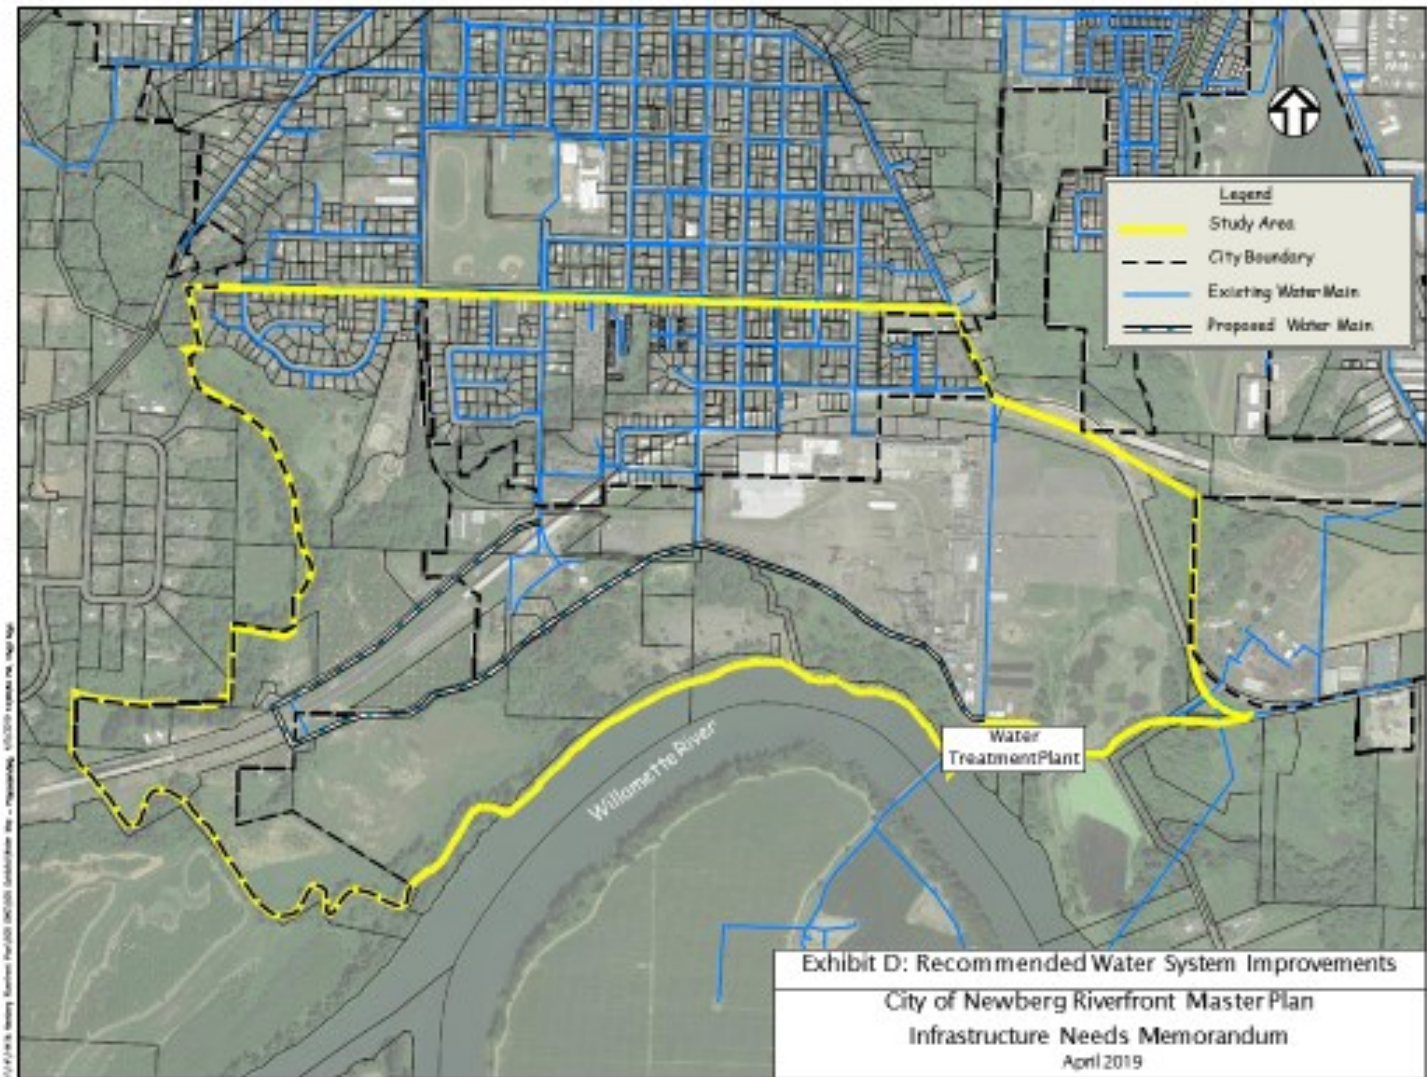 Legend
Study Area
City Boundary
Existing Water Main
Proposed Water Main
Willamette River
Water
Treatment Plant
Exhibit D: Recommended Water System Improvements
City of Newberg Riverfront Master Plan
Infrastructure Needs Memorandum
April 2019